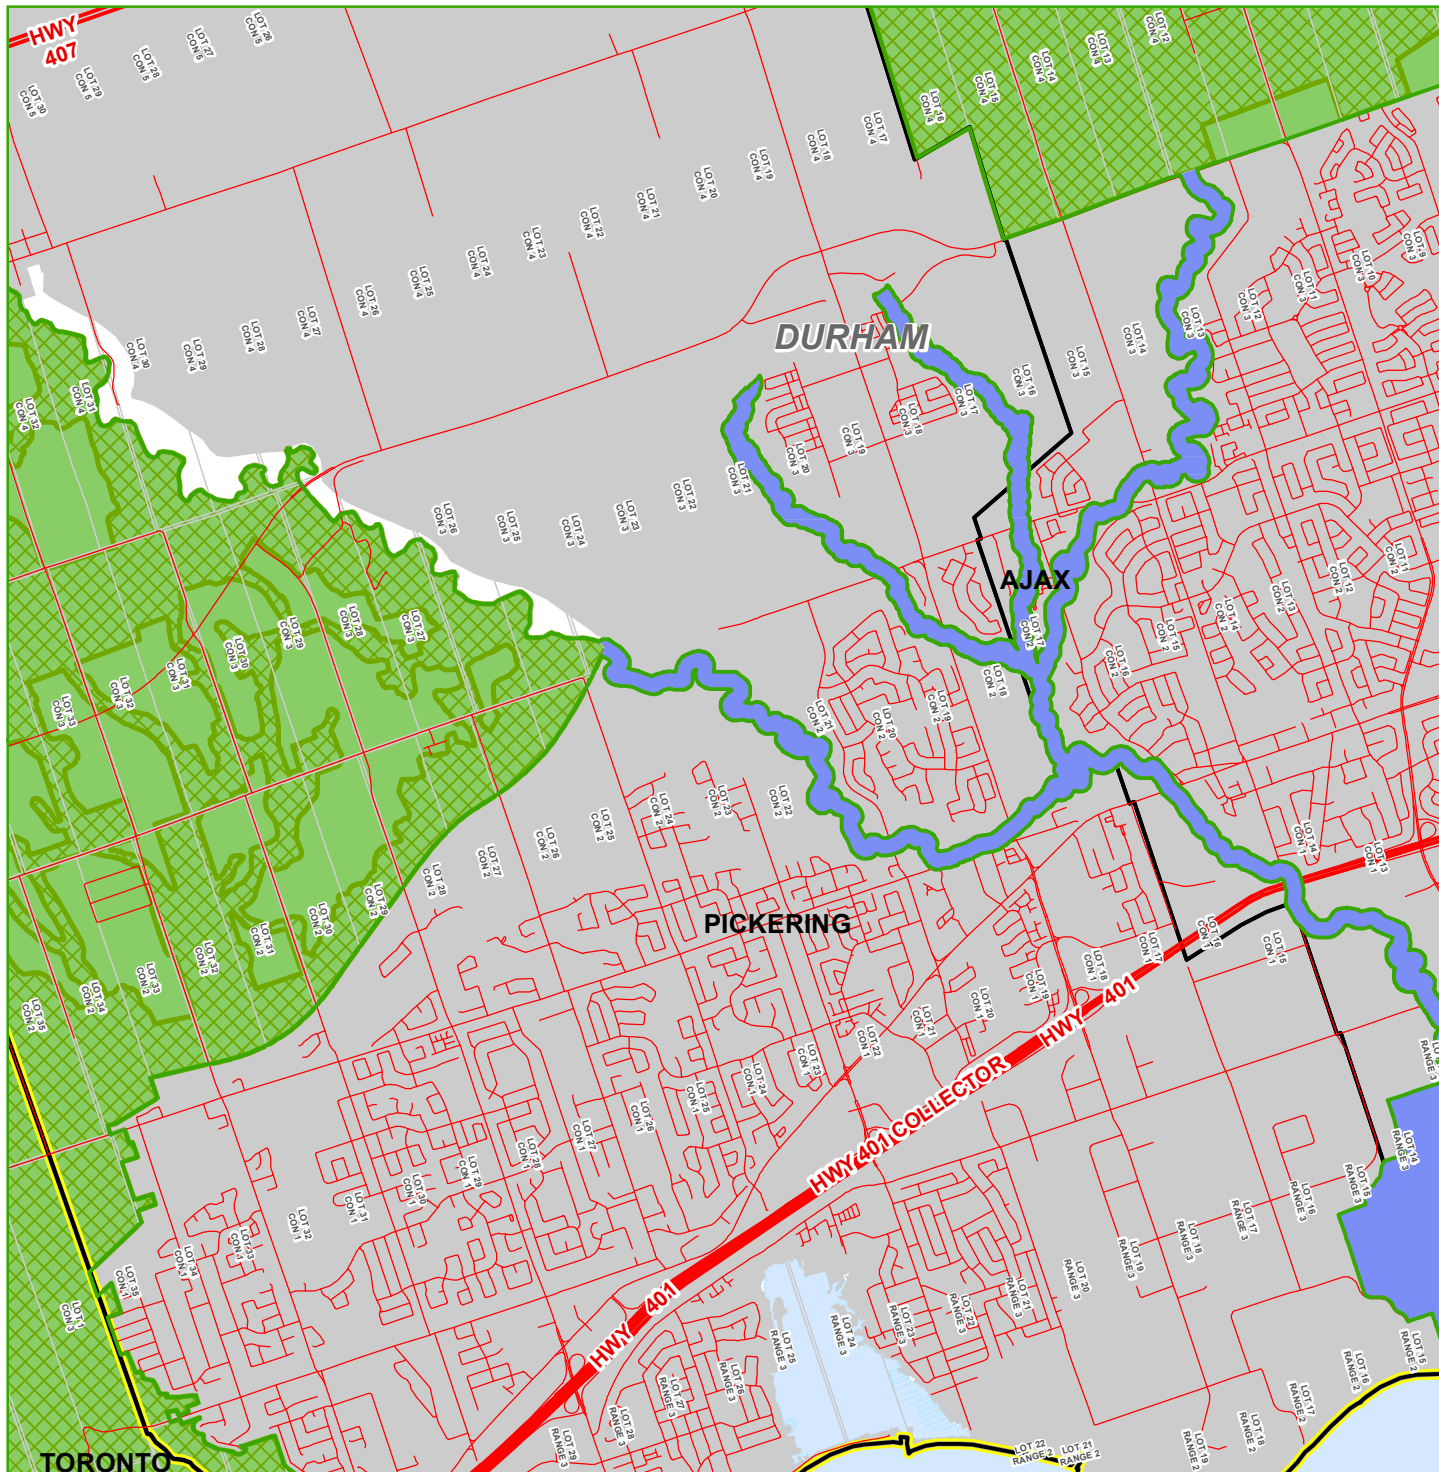 HWY
407
LOT 26
CON 5
LOT 27
CON 5
LOT 28
CON 5
LOT 29
CON 5
LOT 30
CON 5
LOT 12
CON 4
LOT 13
CON 4
LOT 14
CON 4
LOT 15
CON 4
LOT 16
CON 4
LOT 17
CON 4
LOT 18
CON 4
LOT 19
CON 4
LOT 20
CON 4
LOT 21
CON 4
LOT 22
CON 4
LOT 23
CON 4
LOT 24
CON 4
LOT 25
CON 4
LOT 26
CON 4
LOT 27
CON 4
LOT 28
CON 4
LOT 29
CON 4
LOT 30
CON 4
LOT 31
CON 4
LOT 32
CON 4
DURHAM
LOT 9
CON 3
LOT 10
CON 3
LOT 11
CON 3
LOT 12
CON 3
LOT 13
CON 3
LOT 14
CON 3
LOT 15
CON 3
LOT 16
CON 3
LOT 17
CON 3
LOT 18
CON 3
LOT 19
CON 3
LOT 20
CON 3
LOT 21
CON 3
LOT 22
CON 3
LOT 23
CON 3
LOT 24
CON 3
LOT 25
CON 3
LOT 26
CON 3
LOT 27
CON 3
LOT 28
CON 3
LOT 29
CON 3
LOT 30
CON 3
LOT 31
CON 3
LOT 32
CON 3
LOT 33
CON 3
AJAX
LOT 11
CON 2
LOT 12
CON 2
LOT 13
CON 2
LOT 14
CON 2
LOT 15
CON 2
LOT 16
CON 2
LOT 17
CON 2
LOT 18
CON 2
LOT 19
CON 2
LOT 20
CON 2
LOT 21
CON 2
LOT 22
CON 2
LOT 23
CON 2
LOT 24
CON 2
LOT 25
CON 2
LOT 26
CON 2
LOT 27
CON 2
LOT 28
CON 2
LOT 29
CON 2
LOT 30
CON 2
LOT 31
CON 2
LOT 32
CON 2
LOT 33
CON 2
LOT 34
CON 2
LOT 35
CON 2
PICKERING
LOT 13
CON 1
LOT 14
CON 1
LOT 15
CON 1
LOT 16
CON 1
LOT 17
CON 1
LOT 18
CON 1
LOT 19
CON 1
LOT 20
CON 1
LOT 21
CON 1
LOT 22
CON 1
LOT 23
CON 1
LOT 24
CON 1
LOT 25
CON 1
LOT 26
CON 1
LOT 27
CON 1
LOT 28
CON 1
LOT 29
CON 1
LOT 30
CON 1
LOT 31
CON 1
LOT 32
CON 1
LOT 33
CON 1
LOT 34
CON 1
LOT 35
CON 1
LOT 1
CON 3
HWY 401
HWY 401 COLLECTOR
HWY 401
RANGE 3
LOT 14
RANGE 3
LOT 15
RANGE 3
LOT 16
RANGE 3
LOT 17
RANGE 3
LOT 18
RANGE 3
LOT 19
RANGE 3
LOT 20
RANGE 3
LOT 21
RANGE 3
LOT 22
RANGE 3
LOT 23
RANGE 3
LOT 24
RANGE 3
LOT 25
RANGE 3
LOT 26
RANGE 3
LOT 27
RANGE 3
LOT 28
RANGE 3
LOT 29
RANGE 3
LOT 15
RANGE 2
LOT 16
RANGE 2
LOT 17
RANGE 2
LOT 18
RANGE 2
LOT 19
RANGE 2
LOT 21
RANGE 2
LOT 22
RANGE 2
TORONTO